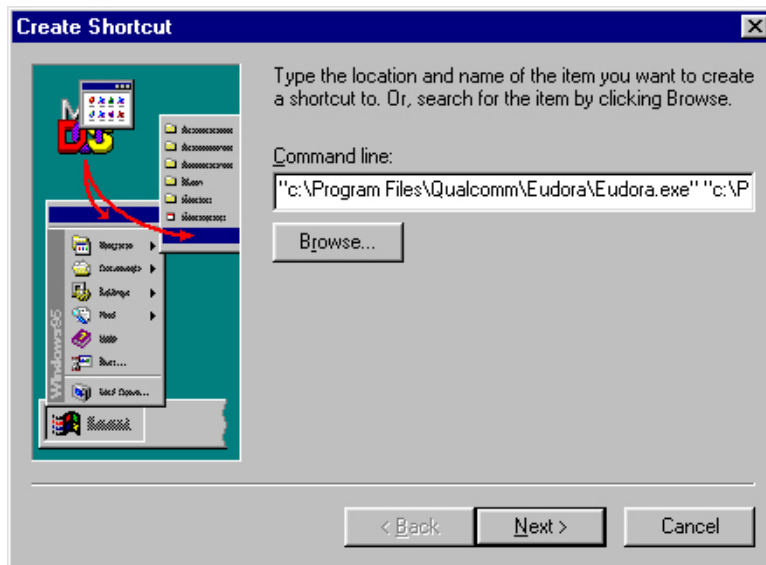 Create Shortcut
Type the location and name of the item you want to create
a shortcut to. Or, search for the item by clicking Browse.
Command line:
"c:\Program Files\Qualcomm\Eudora\Eudora.exe" "c:\P
Browse...
Windows95
< Back
Next >
Cancel